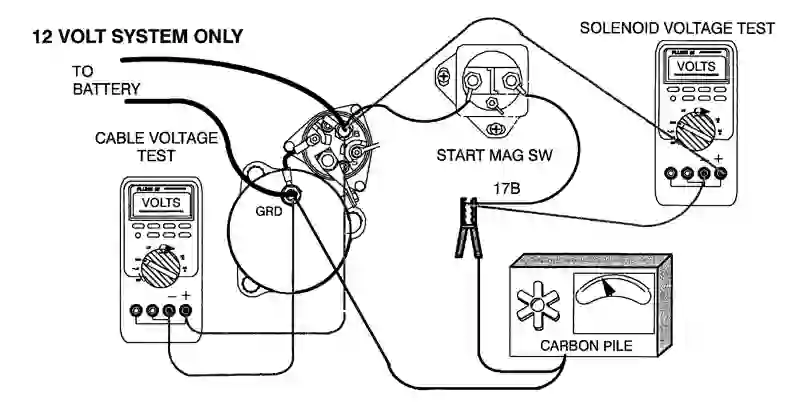 12 VOLT SYSTEM ONLY
TO
BATTERY
CABLE VOLTAGE
TEST
VOLTS
GRD
START MAG SW
17B
SOLENOID VOLTAGE TEST
VOLTS
CARBON PILE
− +
− +